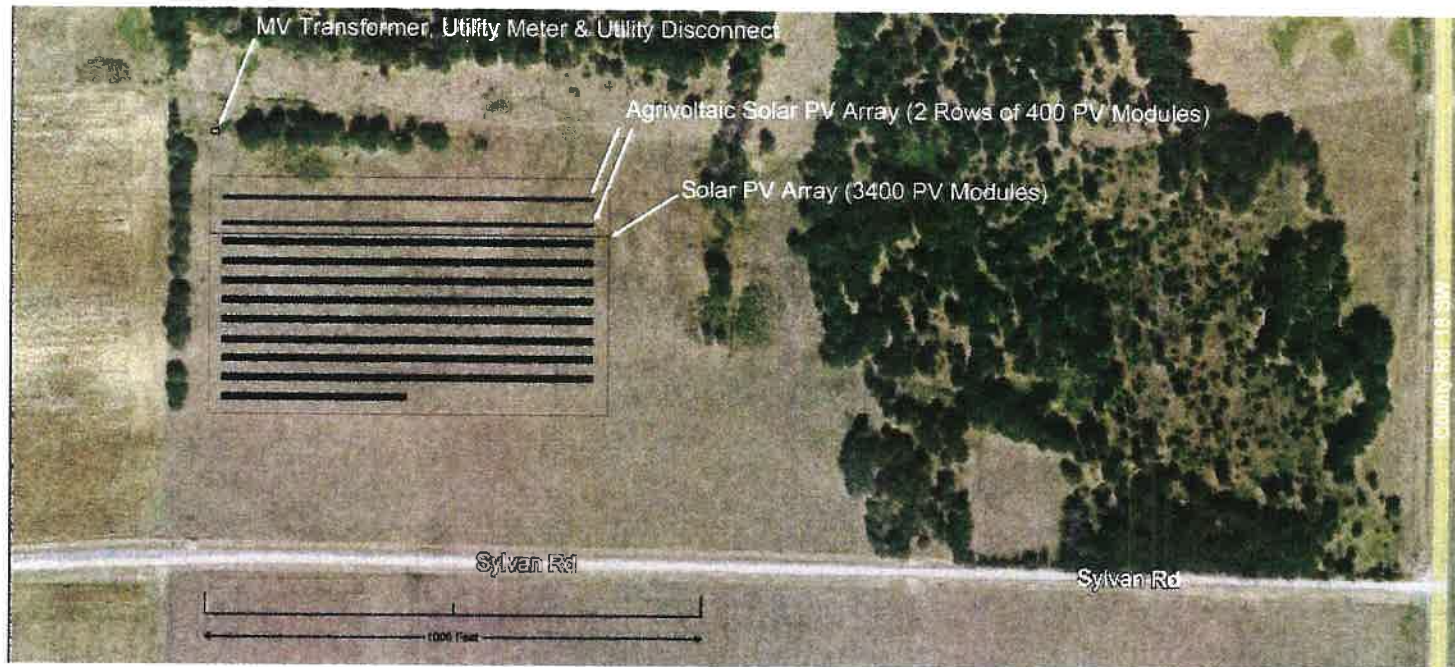 MV Transformer, Utility Meter & Utility Disconnect
Agrivoltaic Solar PV Array (2 Rows of 400 PV Modules)
Solar PV Array (3400 PV Modules)
Sylvan Rd
Sylvan Rd
1000 Feet